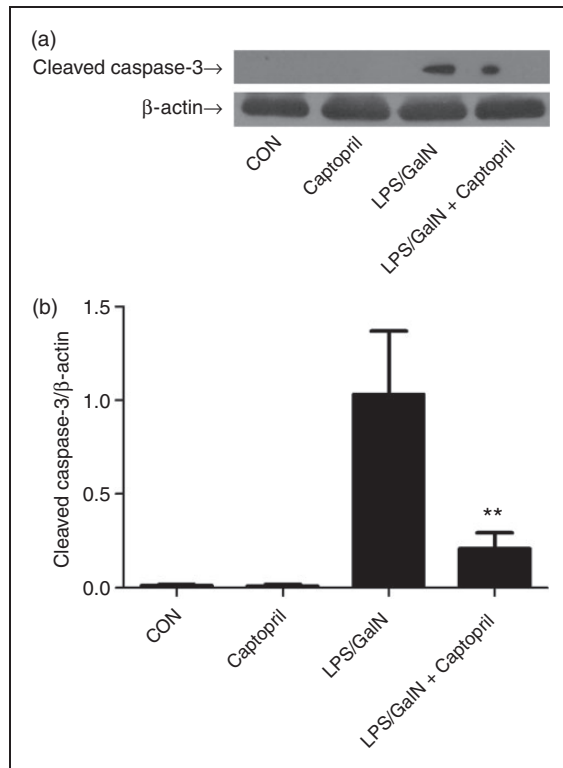 (a)
Cleaved caspase-3→
β-actin→
CON
Captopril
LPS/GalN
LPS/GalN + Captopril
(b)
Cleaved caspase-3/β-actin
1.5
1.0
0.5
0.0
**
CON
Captopril
LPS/GalN
LPS/GalN + Captopril